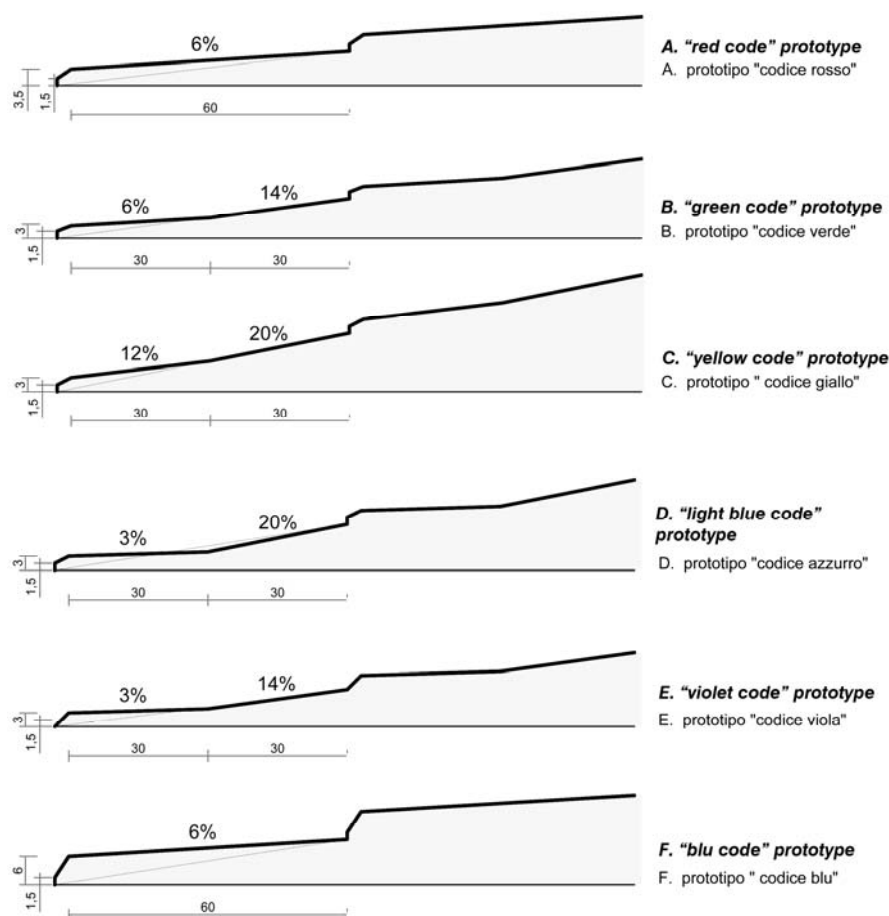 6%
A. “red code” prototype
A. prototipo "codice rosso"
3,5
1,5
60
14%
6%
B. “green code” prototype
B. prototipo "codice verde"
3
1,5
30
30
20%
12%
C. “yellow code” prototype
C. prototipo " codice giallo"
3
1,5
30
30
20%
3%
D. “light blue code”
prototype
D. prototipo "codice azzurro"
3
1,5
30
30
14%
3%
E. “violet code” prototype
E. prototipo "codice viola"
3
1,5
30
30
6%
F. “blu code” prototype
F. prototipo " codice blu"
6
1,5
60